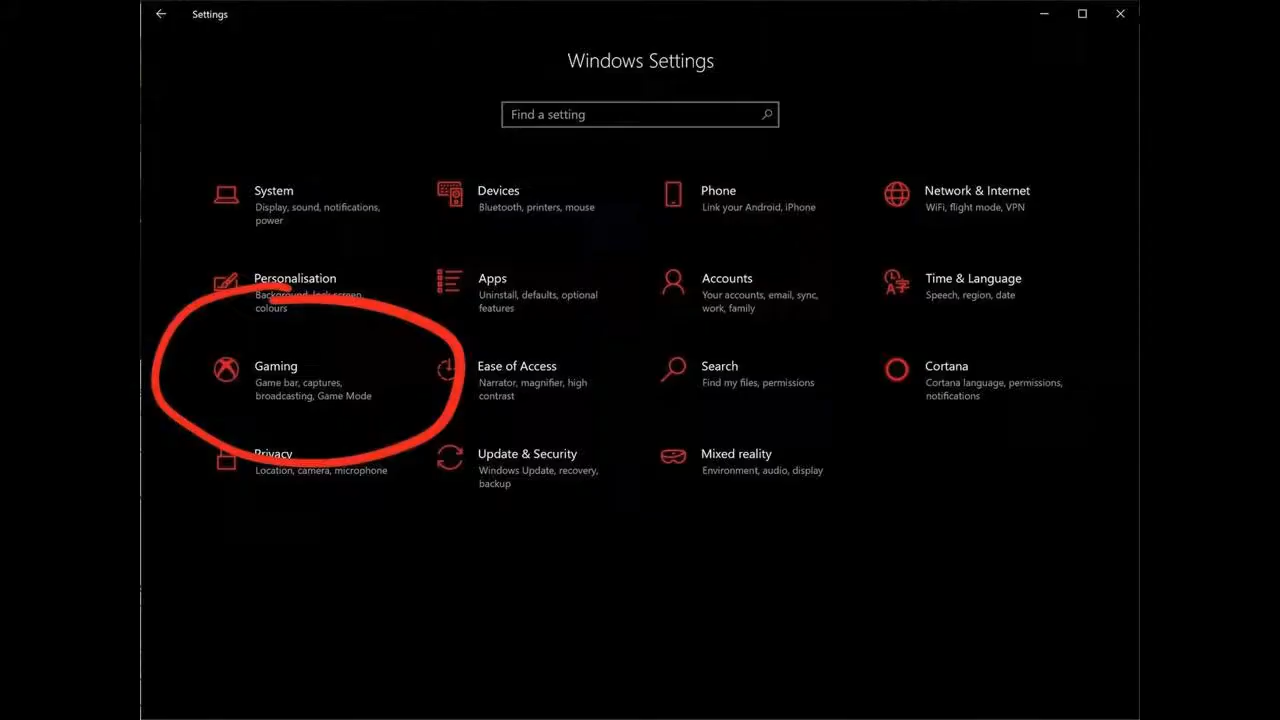 Settings
Windows Settings
Find a setting
System
Display, sound, notifications,
power
Devices
Bluetooth, printers, mouse
Phone
Link your Android, iPhone
Network & Internet
WiFi, flight mode, VPN
Personalisation
Background, lock screen,
colours
Apps
Uninstall, defaults, optional
features
Accounts
Your accounts, email, sync,
work, family
Time & Language
Speech, region, date
Gaming
Game bar, captures,
broadcasting, Game Mode
Ease of Access
Narrator, magnifier, high
contrast
Search
Find my files, permissions
Cortana
Cortana language, permissions,
notifications
Privacy
Location, camera, microphone
Update & Security
Windows Update, recovery,
backup
Mixed reality
Environment, audio, display